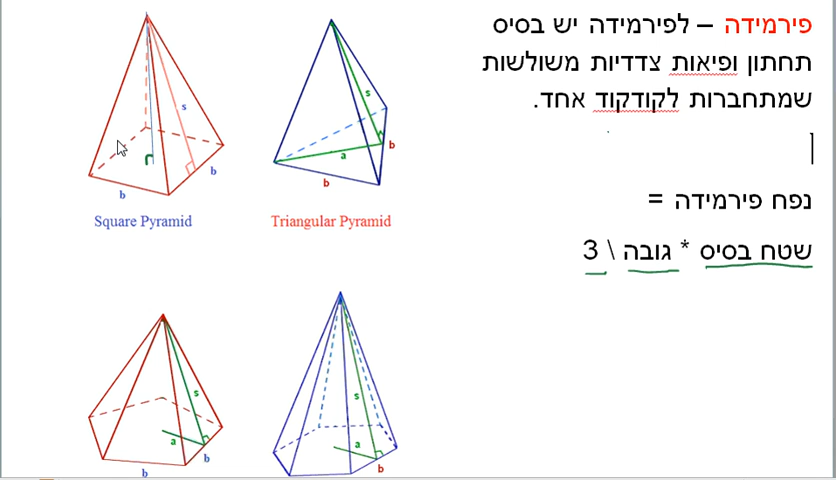 פירמידה – לפירמידה יש בסיס
תחתון ופיאות צדדיות משולשות
שמתחברות לקודקוד אחד.
נפח פירמידה =
שטח בסיס * גובה \ 3
s
b
b
Square Pyramid
s
a
b
b
Triangular Pyramid
s
a
b
b
s
a
b